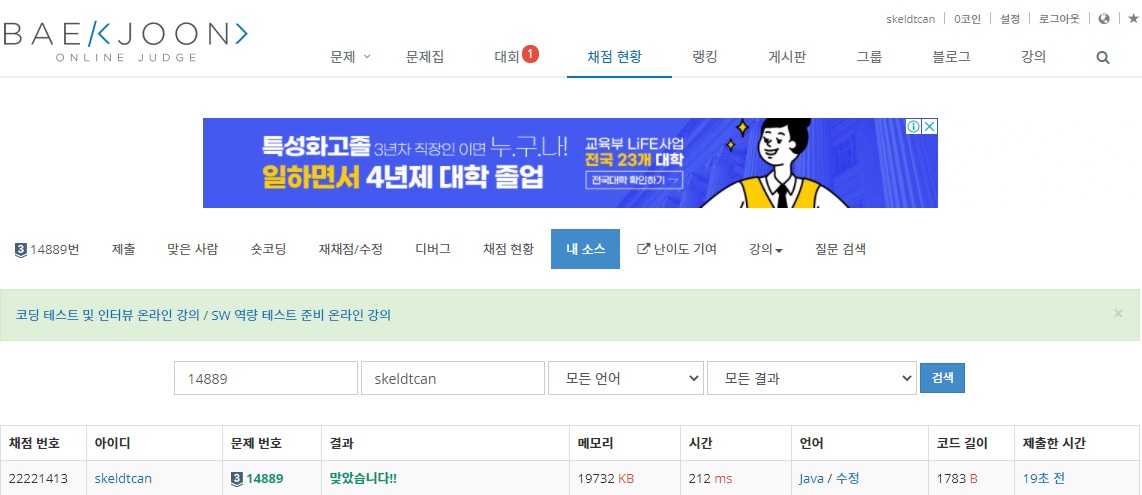 skeldtcan 0코인 설정 로그아웃
BAEKJOON
ONLINE JUDGE
문제 문제집 대회 1 채점 현황 랭킹 게시판 그룹 블로그 강의
특성화고졸 3년차 직장인 이면 누.구.나!
일하면서 4년제 대학 졸업
교육부 LiFE사업
전국 23개 대학
전국대학 확인하기→
3 14889번 제출 맞은 사람 숏코딩 재채점/수정 디버그 채점 현황 내 소스 난이도 기여 강의 질문 검색
코딩 테스트 및 인터뷰 온라인 강의 / SW 역량 테스트 준비 온라인 강의 ×
14889 skeldtcan 모든 언어 모든 결과 검색
채점 번호 아이디 문제 번호 결과 메모리 시간 언어 코드 길이 제출한 시간
22221413 skeldtcan 3 14889 맞았습니다!! 19732 KB 212 ms Java / 수정 1783 B 19초 전